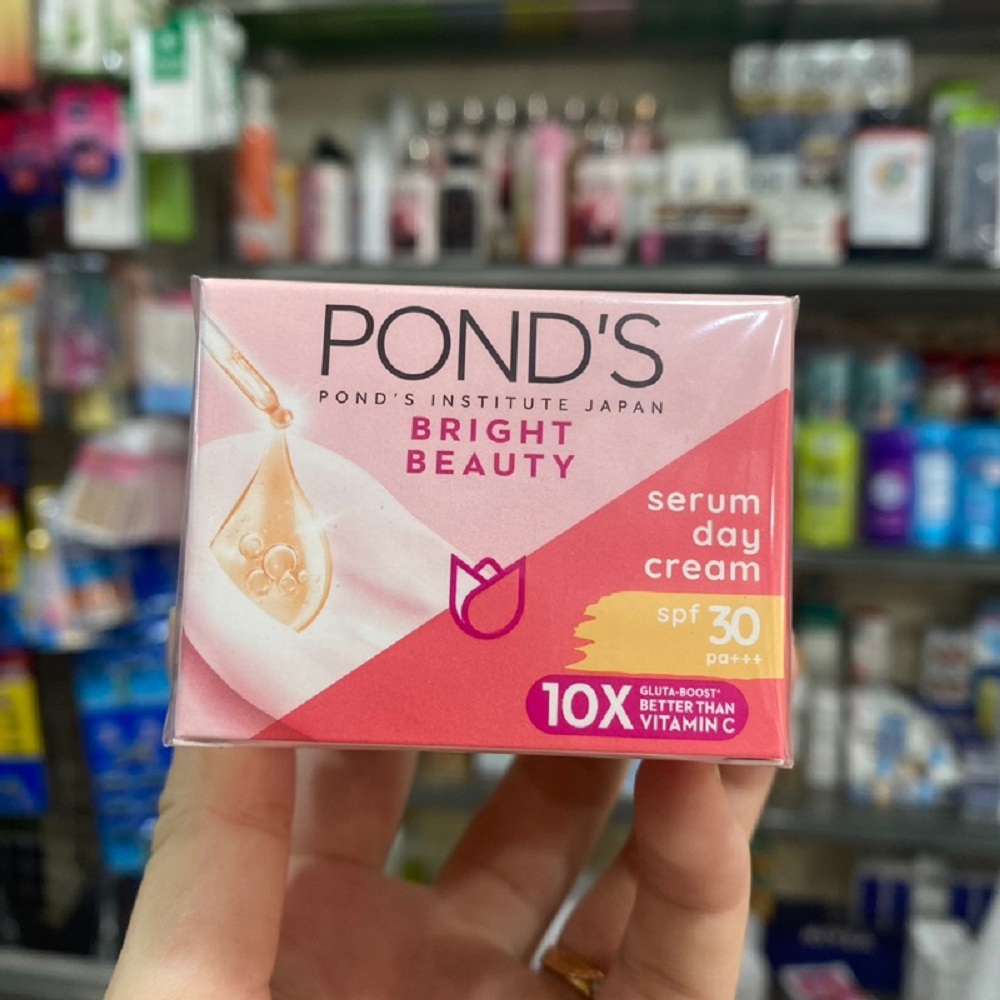 POND'S
POND'S INSTITUTE JAPAN
BRIGHT
BEAUTY
serum
day
cream
spf 30
pa+++
10X GLUTA-BOOST*
BETTER THAN
VITAMIN C